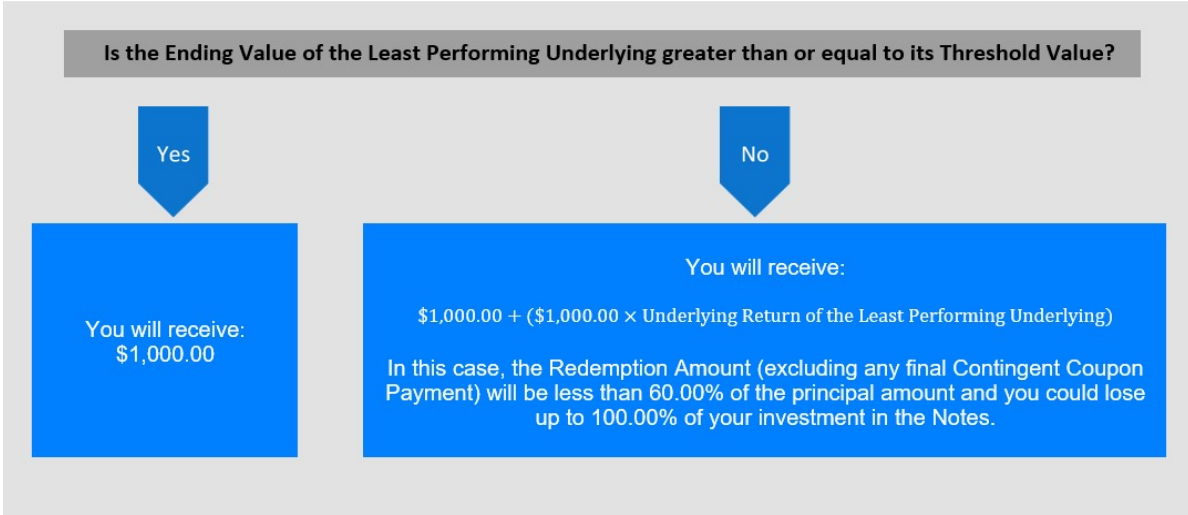 Is the Ending Value of the Least Performing Underlying greater than or equal to its Threshold Value?
Yes
No
You will receive:
$1,000.00
You will receive:
$1,000.00 + ($1,000.00 × Underlying Return of the Least Performing Underlying)
In this case, the Redemption Amount (excluding any final Contingent Coupon
Payment) will be less than 60.00% of the principal amount and you could lose
up to 100.00% of your investment in the Notes.